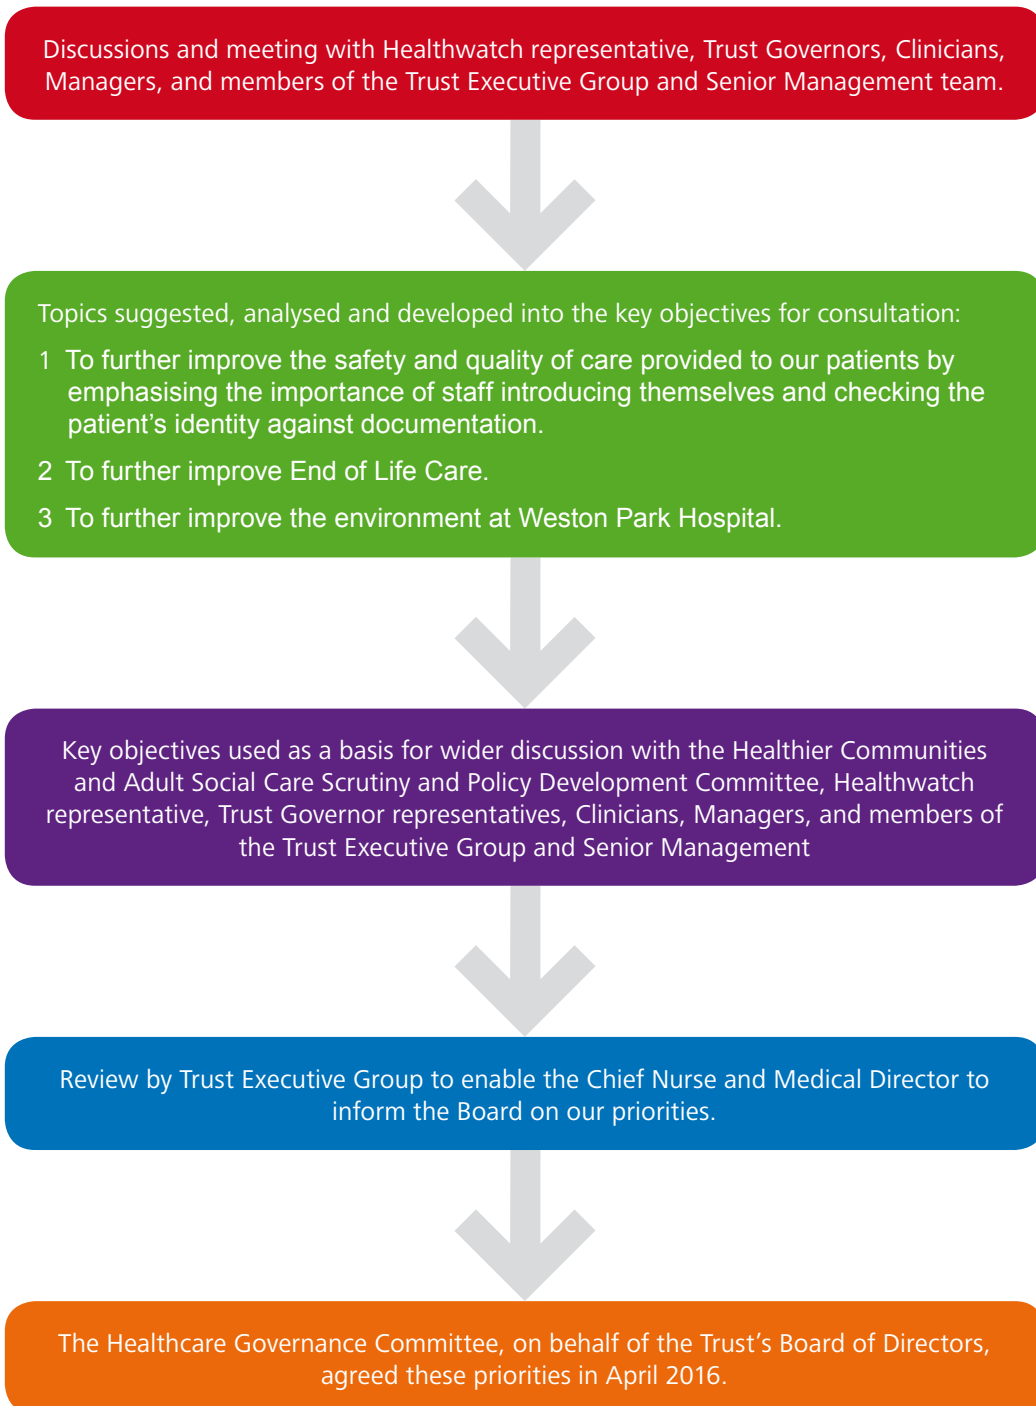 Discussions and meeting with Healthwatch representative, Trust Governors, Clinicians,
Managers, and members of the Trust Executive Group and Senior Management team.
Topics suggested, analysed and developed into the key objectives for consultation:
1 To further improve the safety and quality of care provided to our patients by
emphasising the importance of staff introducing themselves and checking the
patient’s identity against documentation.
2 To further improve End of Life Care.
3 To further improve the environment at Weston Park Hospital.
Key objectives used as a basis for wider discussion with the Healthier Communities
and Adult Social Care Scrutiny and Policy Development Committee, Healthwatch
representative, Trust Governor representatives, Clinicians, Managers, and members of
the Trust Executive Group and Senior Management
Review by Trust Executive Group to enable the Chief Nurse and Medical Director to
inform the Board on our priorities.
The Healthcare Governance Committee, on behalf of the Trust’s Board of Directors,
agreed these priorities in April 2016.